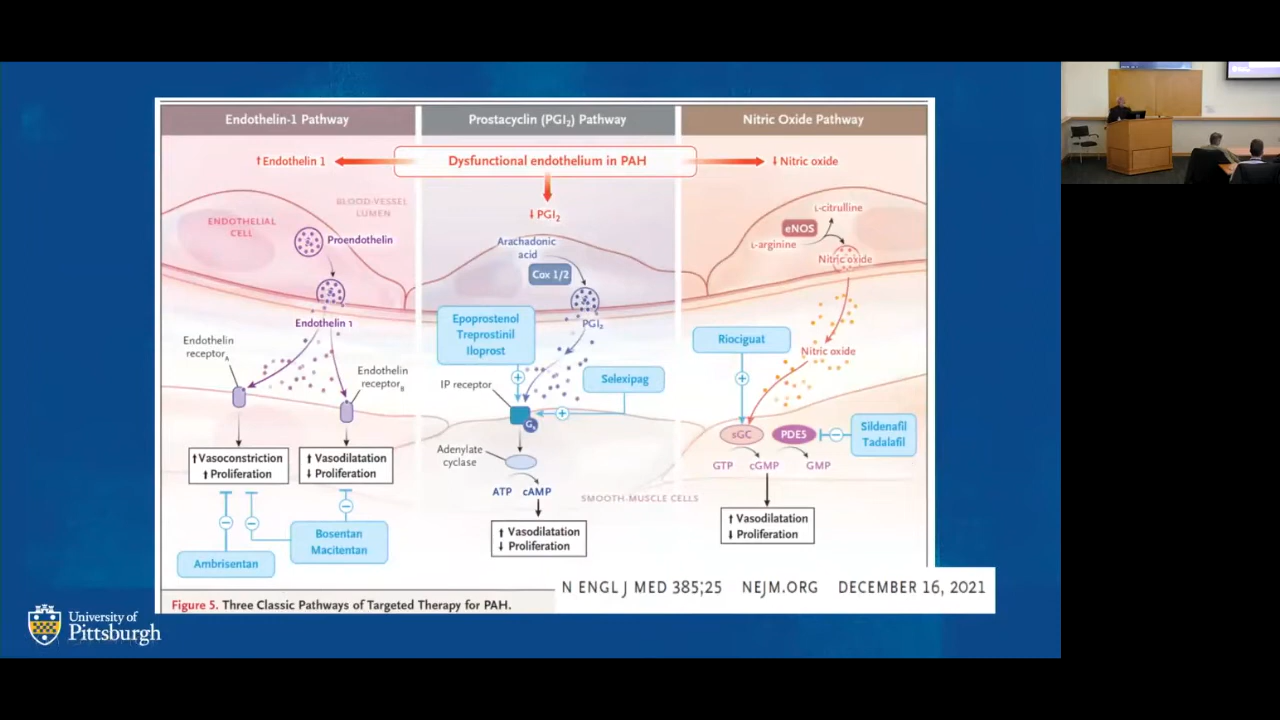 Endothelin-1 Pathway
Prostacyclin (PGI₂) Pathway
Nitric Oxide Pathway
↑Endothelin 1
Dysfunctional endothelium in PAH
↓ Nitric oxide
↓ PGI₂
BLOOD-VESSEL
LUMEN
ENDOTHELIAL
CELL
Proendothelin
Endothelin 1
Endothelin
receptorA
Endothelin
receptorB
↑Vasoconstriction
↑ Proliferation
↑ Vasodilatation
↓ Proliferation
Ambrisentan
Bosentan
Macitentan
Arachadonic
acid
Cox 1/2
PGI₂
Epoprostenol
Treprostinil
Iloprost
Selexipag
IP receptor
Gs
Adenylate
cyclase
ATP cAMP
SMOOTH-MUSCLE CELLS
↑ Vasodilatation
↓ Proliferation
L-citrulline
eNOS
L-arginine
Nitric oxide
Riociguat
Nitric oxide
sGC
PDE5
Sildenafil
Tadalafil
GTP cGMP GMP
↑ Vasodilatation
↓ Proliferation
N ENGL J MED 385;25 NEJM.ORG DECEMBER 16, 2021
Figure 5. Three Classic Pathways of Targeted Therapy for PAH.
University of
Pittsburgh